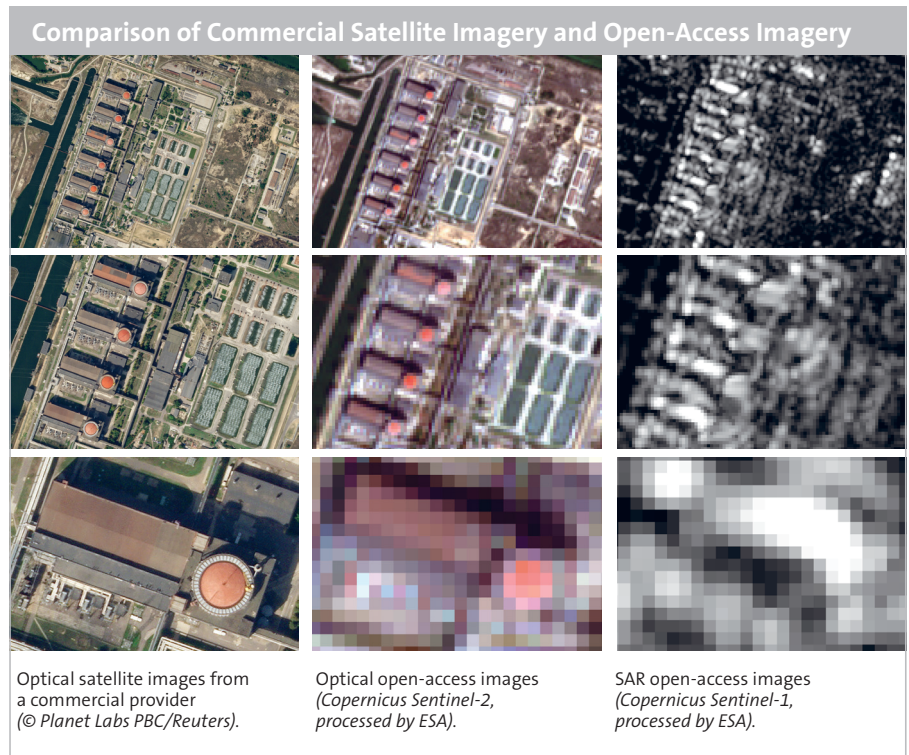 Comparison of Commercial Satellite Imagery and Open-Access Imagery
Optical satellite images from
a commercial provider
(© Planet Labs PBC/Reuters).
Optical open-access images
(Copernicus Sentinel-2,
processed by ESA).
SAR open-access images
(Copernicus Sentinel-1,
processed by ESA).